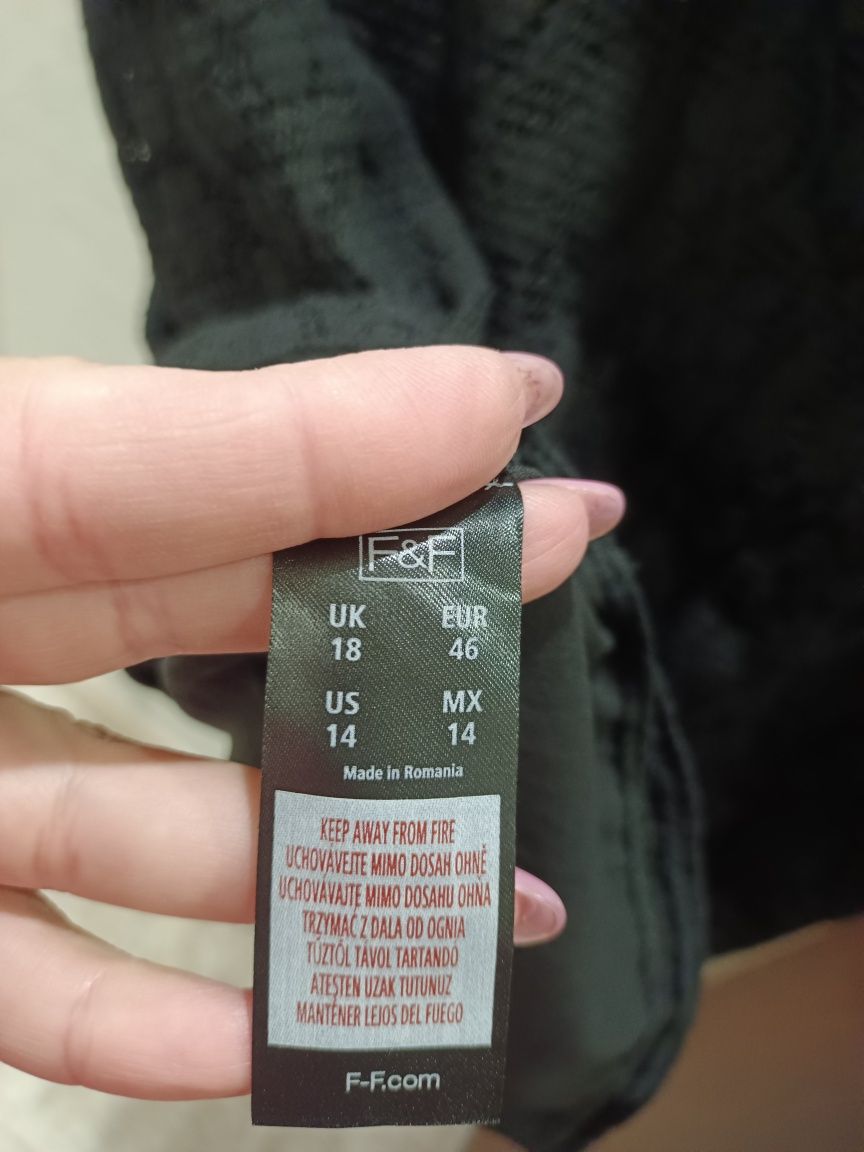 F&F
UK EUR
18 46
US MX
14 14
Made in Romania
KEEP AWAY FROM FIRE
UCHOVÁVEJTE MIMO DOSAH OHNĚ
UCHOVÁVAJTE MIMO DOSAHU OHŇA
TRZYMAĆ Z DALA OD OGNIA
TŰZTŐL TÁVOL TARTANDÓ
ATEŞTEN UZAK TUTUNUZ
MANTENER LEJOS DEL FUEGO
F-F.com